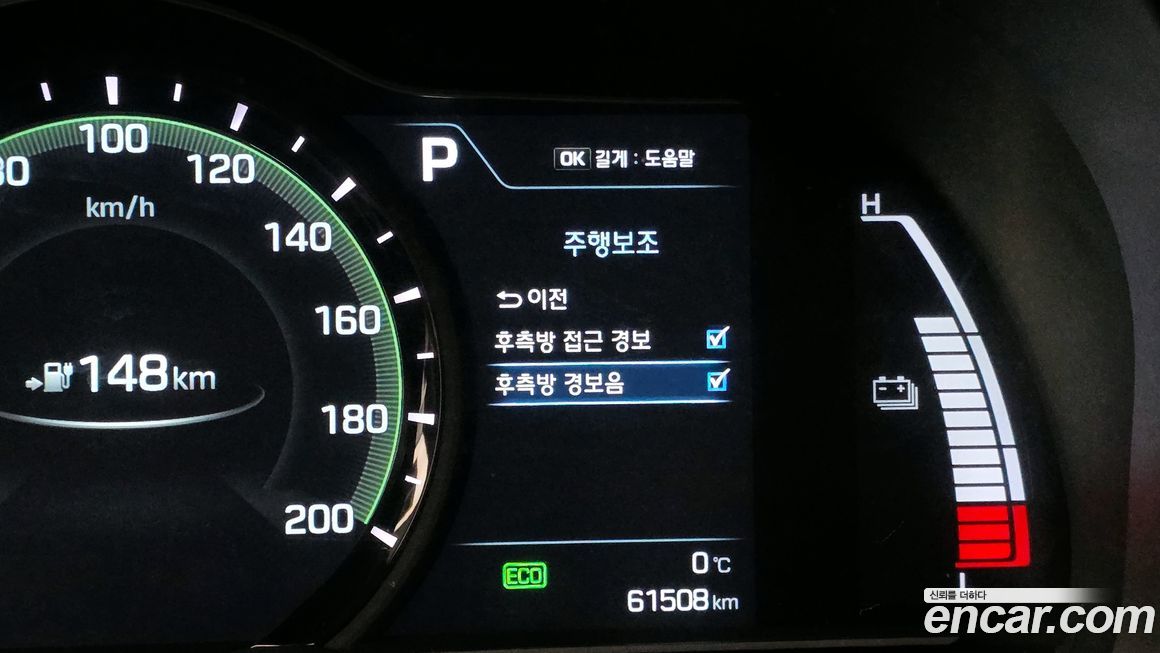 80
100
120
140
160
180
200
km/h
148km
P
OK 길게 : 도움말
주행보조
이전
후측방 접근 경보
후측방 경보음
ECO
0℃
61508km
H
L
신뢰를 더하다
encar.com